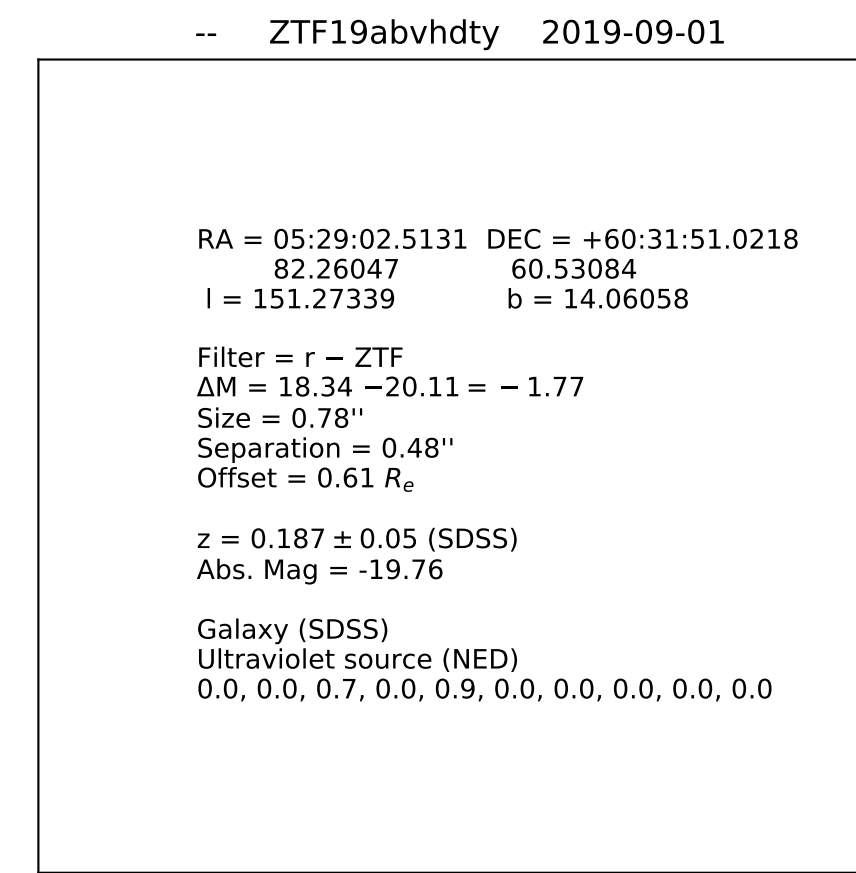 -- ZTF19abvhdty 2019-09-01
RA = 05:29:02.5131 DEC = +60:31:51.0218
82.26047 60.53084
l = 151.27339 b = 14.06058
Filter = r − ZTF
ΔM = 18.34 −20.11 = − 1.77
Size = 0.78''
Separation = 0.48''
Offset = 0.61 Re
z = 0.187 ± 0.05 (SDSS)
Abs. Mag = -19.76
Galaxy (SDSS)
Ultraviolet source (NED)
0.0, 0.0, 0.7, 0.0, 0.9, 0.0, 0.0, 0.0, 0.0, 0.0